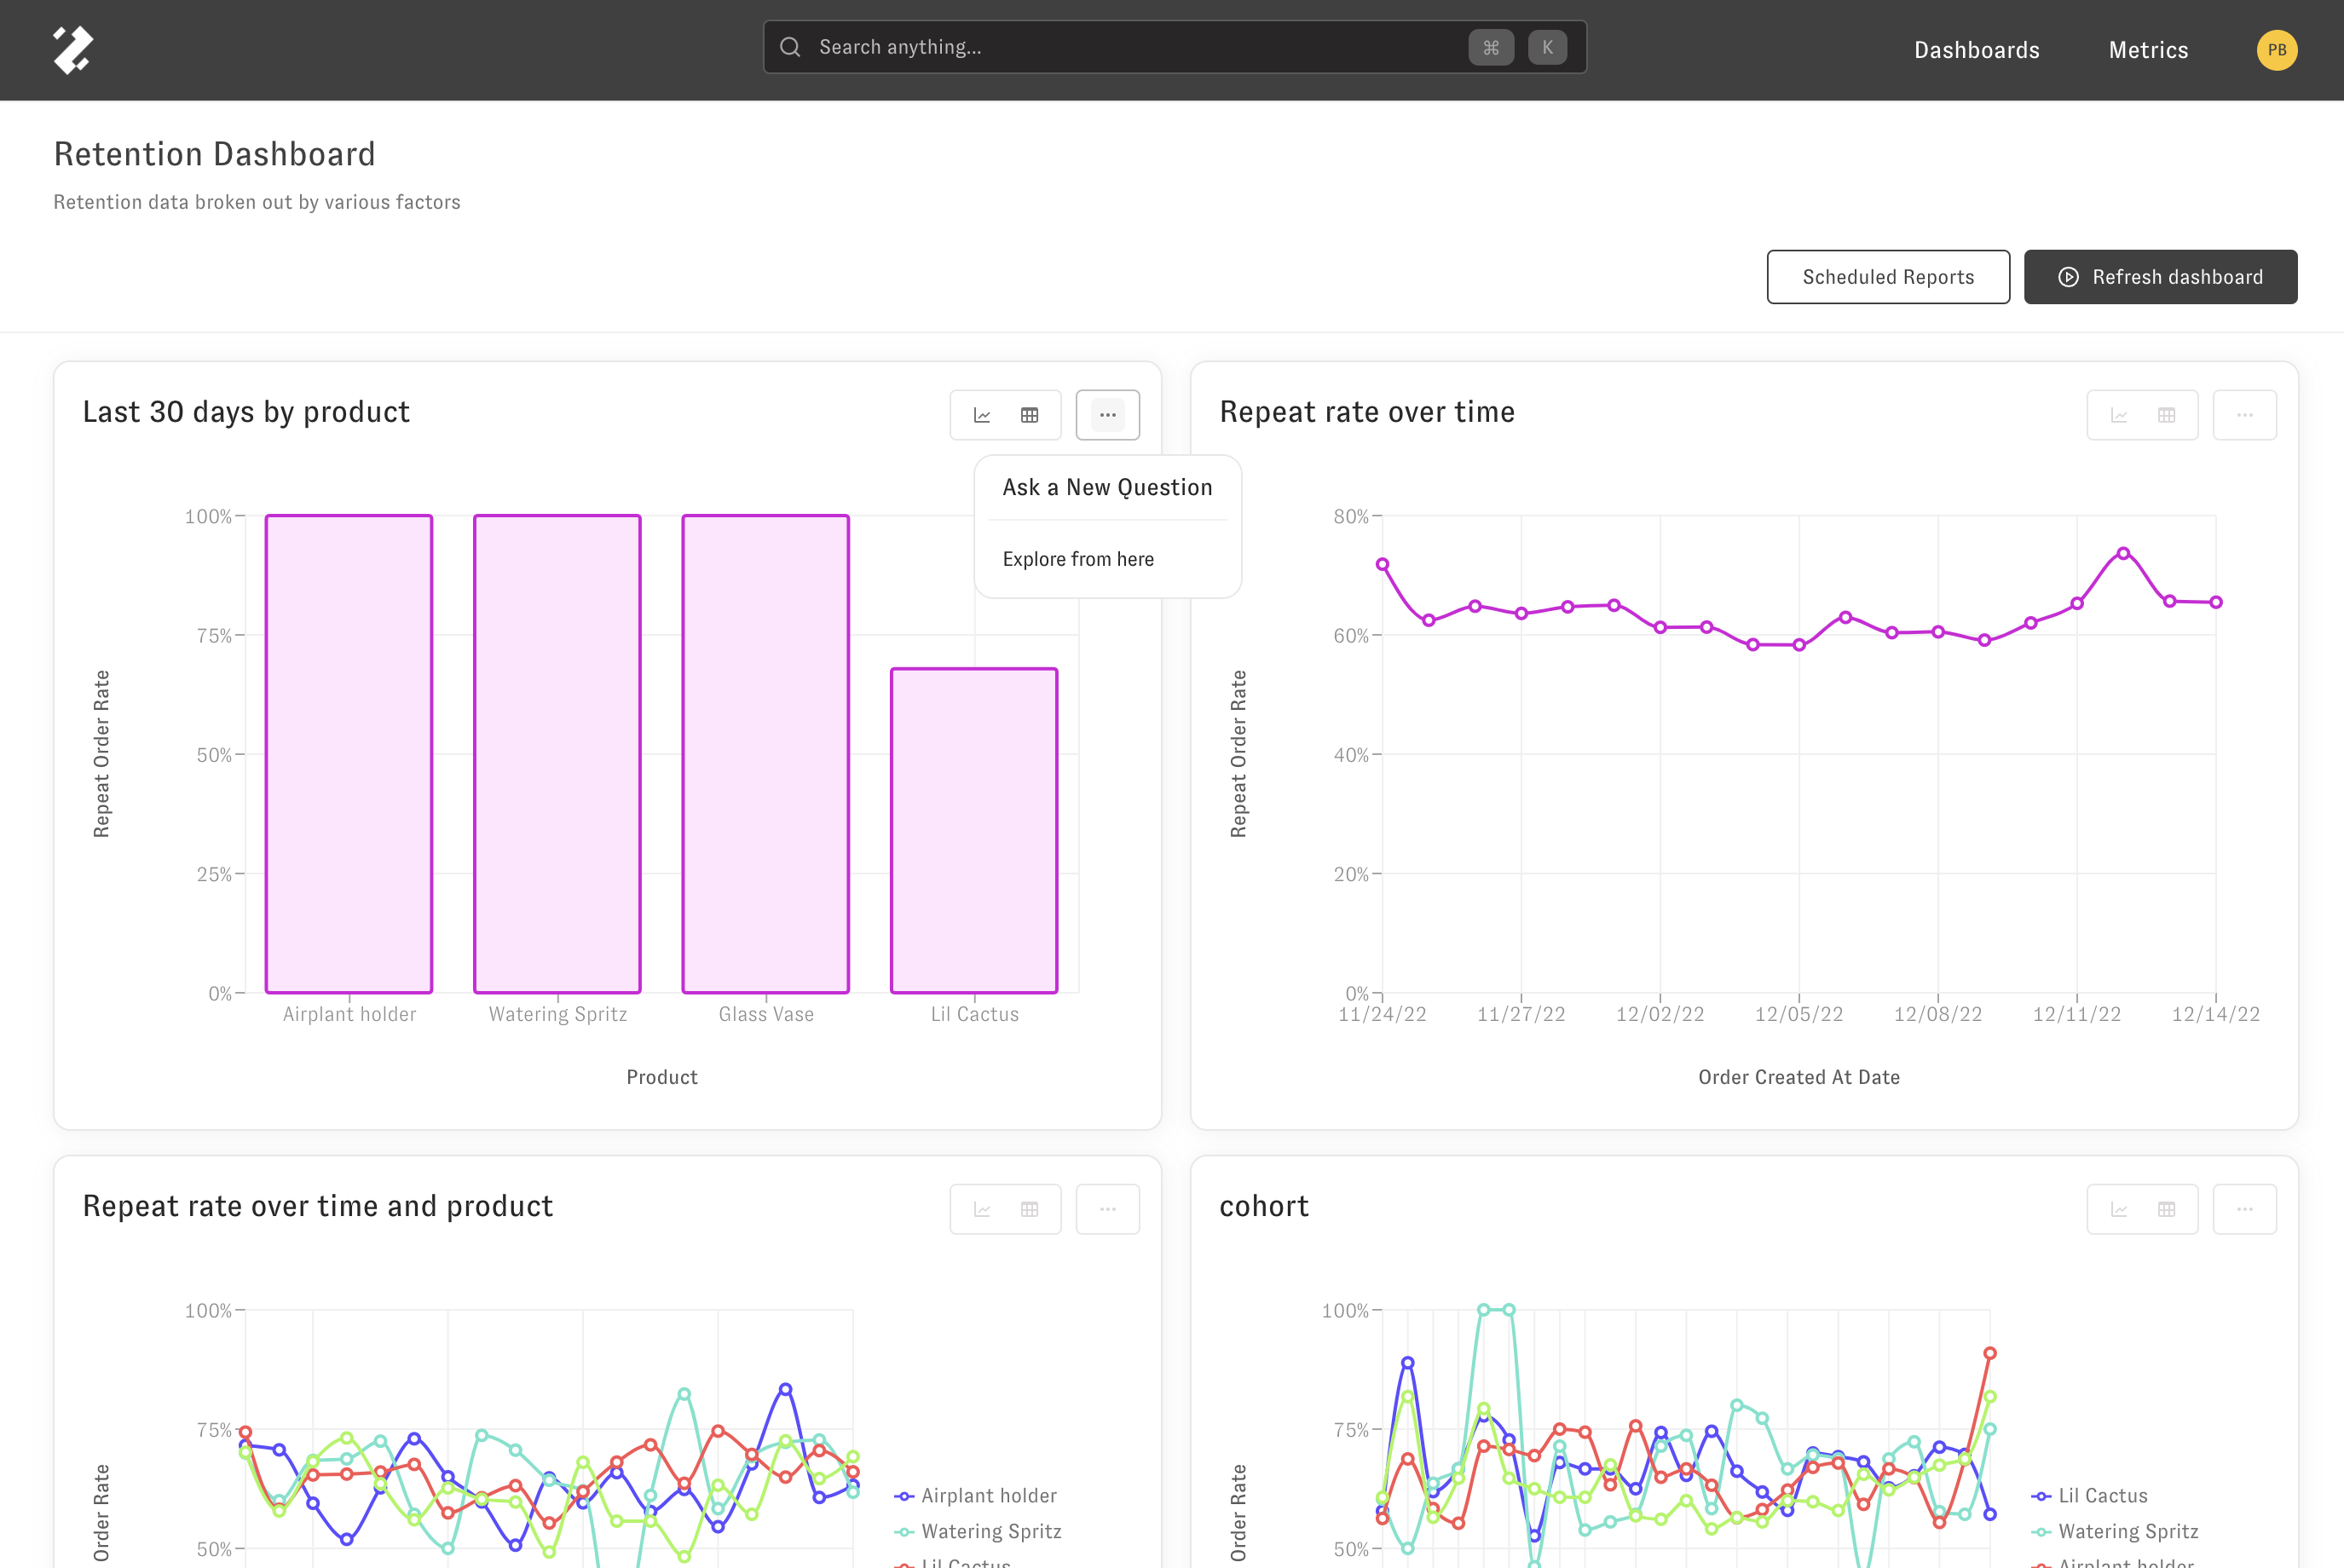 Search anything...
⌘ K
Dashboards
Metrics
PB
Retention Dashboard
Retention data broken out by various factors
Scheduled Reports
Refresh dashboard
Last 30 days by product
Ask a New Question
Explore from here
Repeat Order Rate
100%
75%
50%
25%
0%
Airplant holder
Watering Spritz
Glass Vase
Lil Cactus
Product
Repeat rate over time
Repeat Order Rate
80%
60%
40%
20%
0%
11/24/22
11/27/22
12/02/22
12/05/22
12/08/22
12/11/22
12/14/22
Order Created At Date
Repeat rate over time and product
Order Rate
100%
75%
50%
Airplant holder
Watering Spritz
Lil Cactus
cohort
Order Rate
100%
75%
50%
Lil Cactus
Watering Spritz
Airplant holder